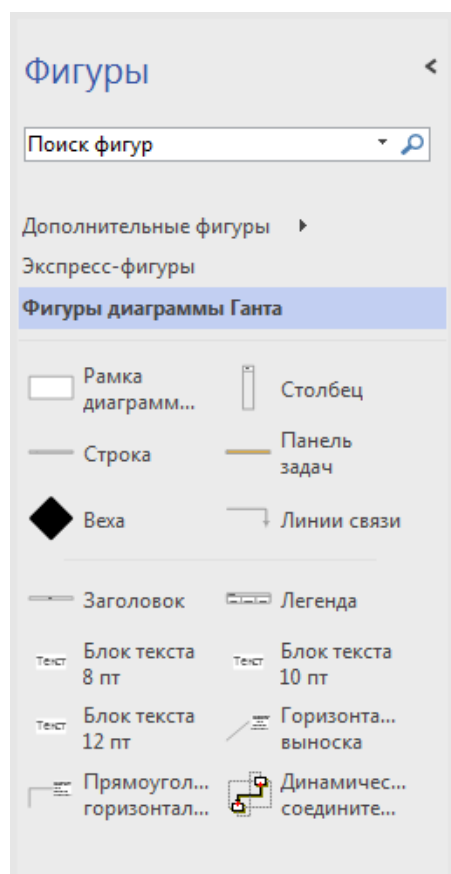 Фигуры
Поиск фигур
Дополнительные фигуры
Экспресс-фигуры
Фигуры диаграммы Ганта
Рамка
диаграмм...
Столбец
Строка
Панель
задач
Веха
Линии связи
Заголовок
Легенда
Текст
Блок текста
8 пт
Текст
Блок текста
10 пт
Текст
Блок текста
12 пт
Горизонта...
выноска
Прямоугол...
горизонтал...
Динамичес...
соедините...